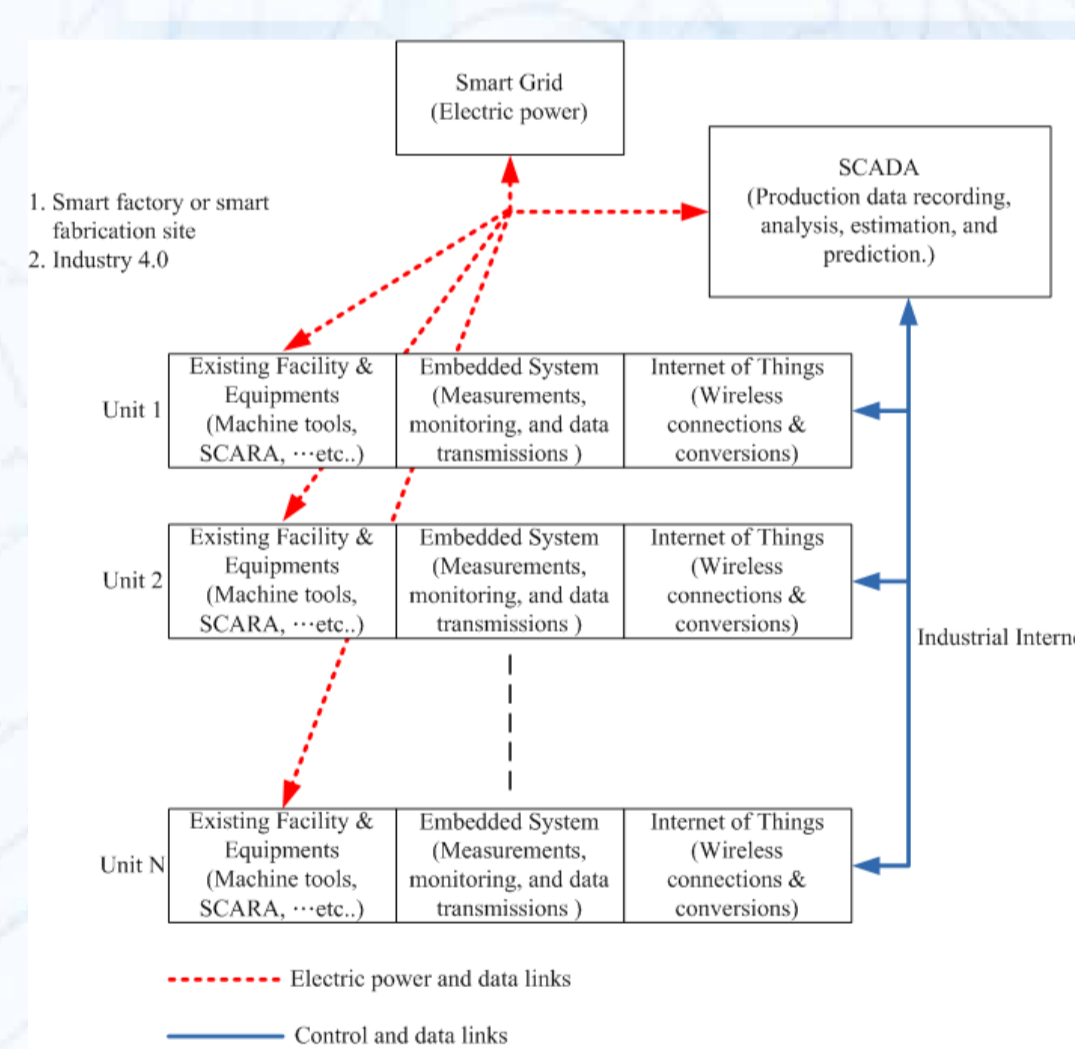 Smart Grid
(Electric power)
SCADA
(Production data recording,
analysis, estimation, and
prediction.)
1. Smart factory or smart
fabrication site
2. Industry 4.0
Unit 1
Existing Facility &
Equipments
(Machine tools,
SCARA, ···etc..)
Embedded System
(Measurements,
monitoring, and data
transmissions )
Internet of Things
(Wireless
connections &
conversions)
Unit 2
Existing Facility &
Equipments
(Machine tools,
SCARA, ···etc..)
Embedded System
(Measurements,
monitoring, and data
transmissions )
Internet of Things
(Wireless
connections &
conversions)
Industrial Interne
Unit N
Existing Facility &
Equipments
(Machine tools,
SCARA, ···etc..)
Embedded System
(Measurements,
monitoring, and data
transmissions )
Internet of Things
(Wireless
connections &
conversions)
Electric power and data links
Control and data links